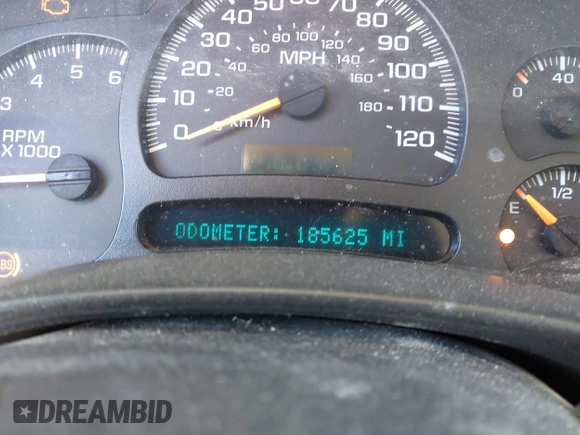 3 4 5 6
RPM
X 1000
0 10 20 30 40 50 60 70 80 90 100 110 120
20 40 60 80 100 120 140 160 180
MPH
km/h
0 40
E 1/2
ODOMETER: 185625 MI
ABS
DREAMBID